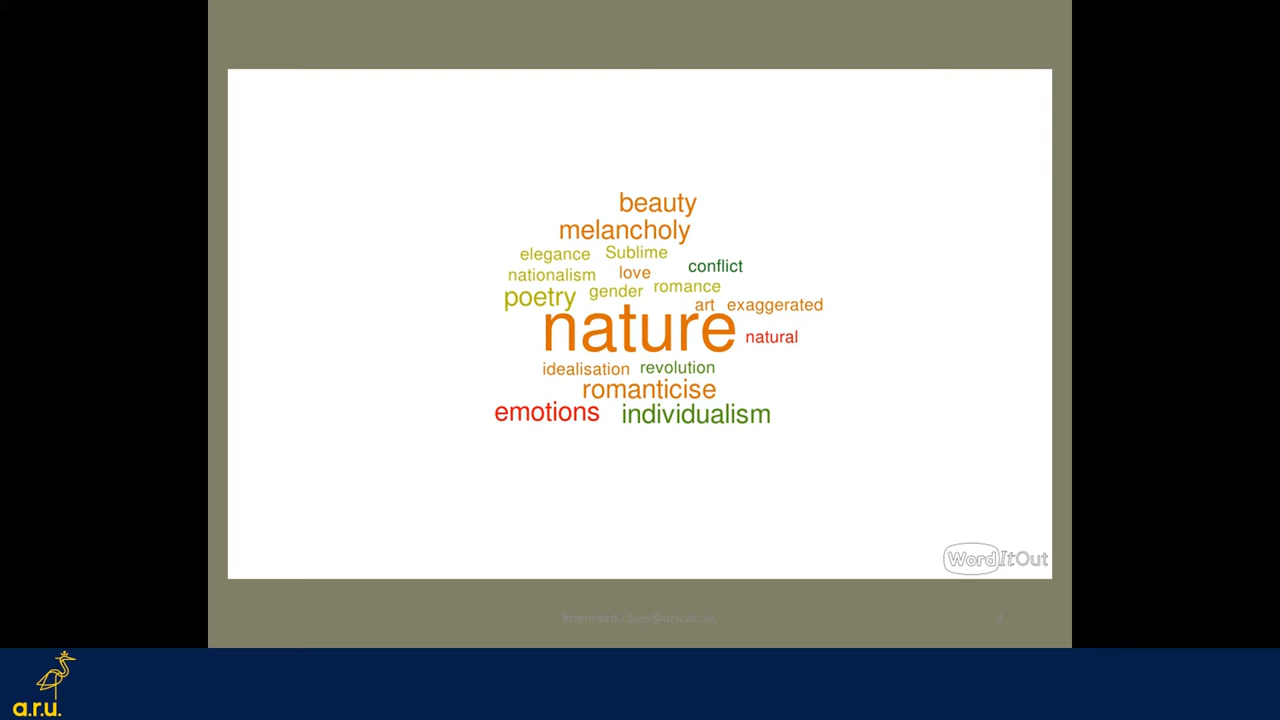 beauty
melancholy
elegance Sublime
nationalism love conflict
poetry gender romance
art exaggerated
nature natural
idealisation revolution
romanticise
emotions individualism
WordItOut
3
a.r.u.